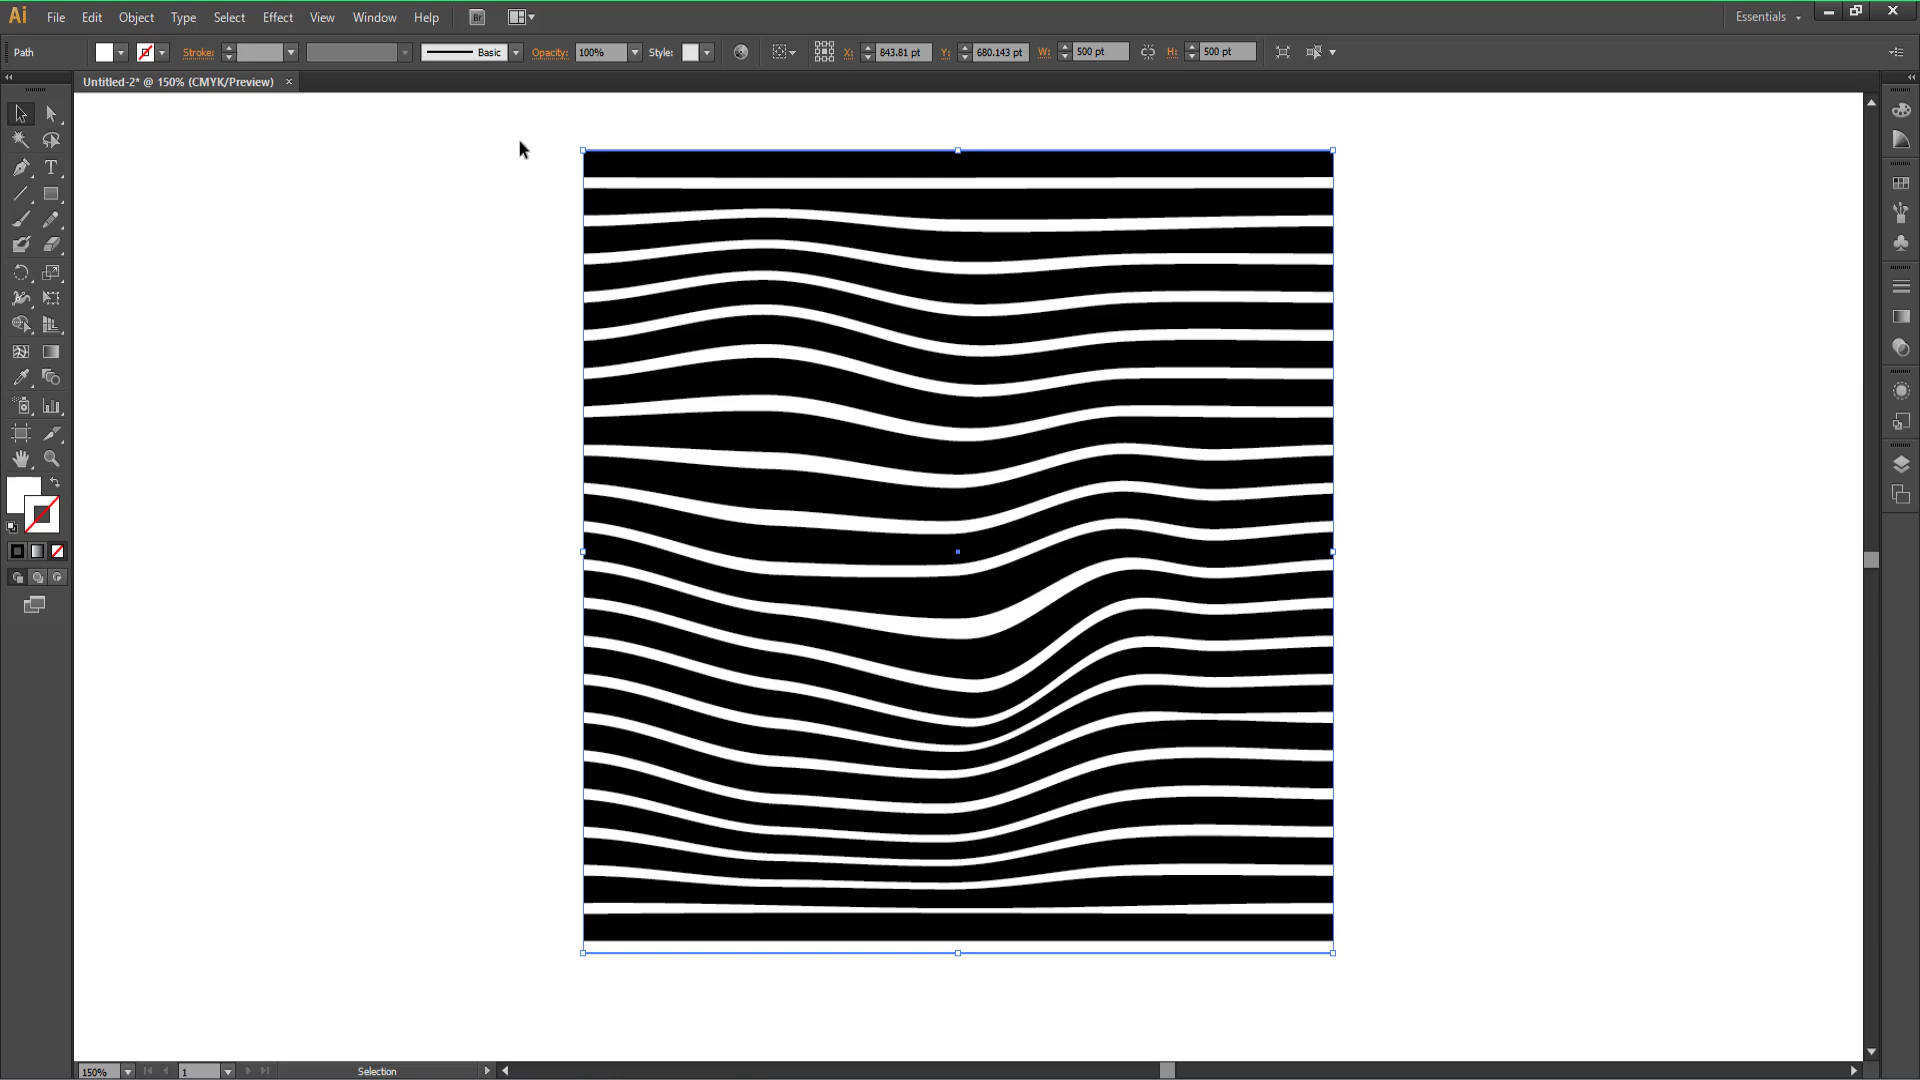 Ai File Edit Object Type Select Effect View Window Help Br Essentials
Path Stroke: Basic Opacity: 100% Style: X: 843.81 pt Y: 680.143 pt W: 500 pt H: 500 pt
Untitled-2* @ 150% (CMYK/Preview) ×
T
150% 1 Selection